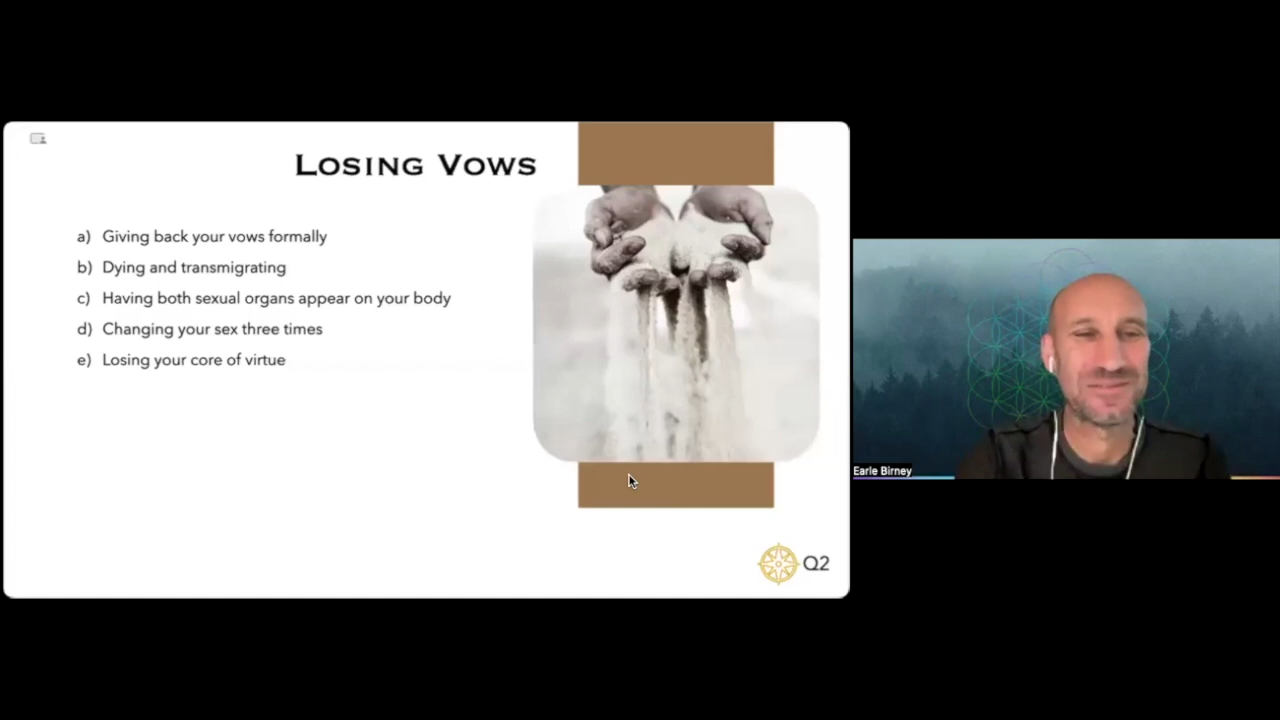 Losing Vows
a) Giving back your vows formally
b) Dying and transmigrating
c) Having both sexual organs appear on your body
d) Changing your sex three times
e) Losing your core of virtue
Q2
Earle Birney